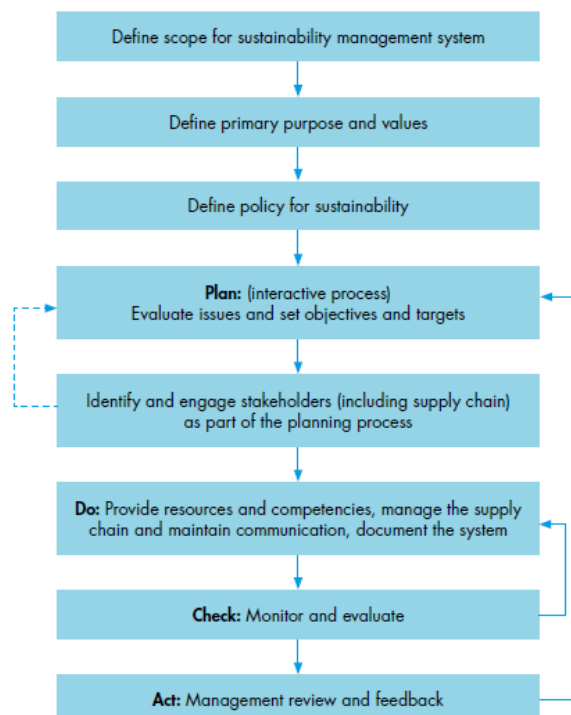 Define scope for sustainability management system
Define primary purpose and values
Define policy for sustainability
Plan: (interactive process)
Evaluate issues and set objectives and targets
Identify and engage stakeholders (including supply chain)
as part of the planning process
Do: Provide resources and competencies, manage the supply
chain and maintain communication, document the system
Check: Monitor and evaluate
Act: Management review and feedback